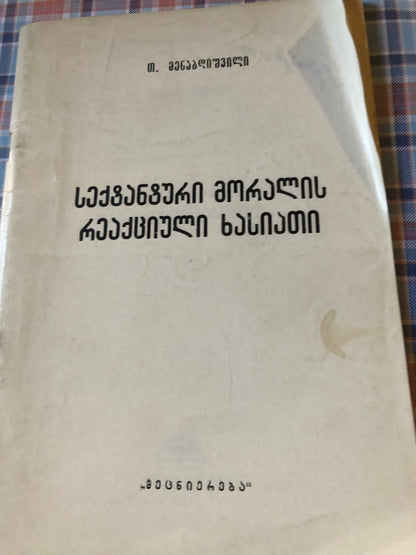 თ. მენაბდიშვილი
სექტანტური მორალის
რეაქციული ხასიათი
„მეცნიერება“